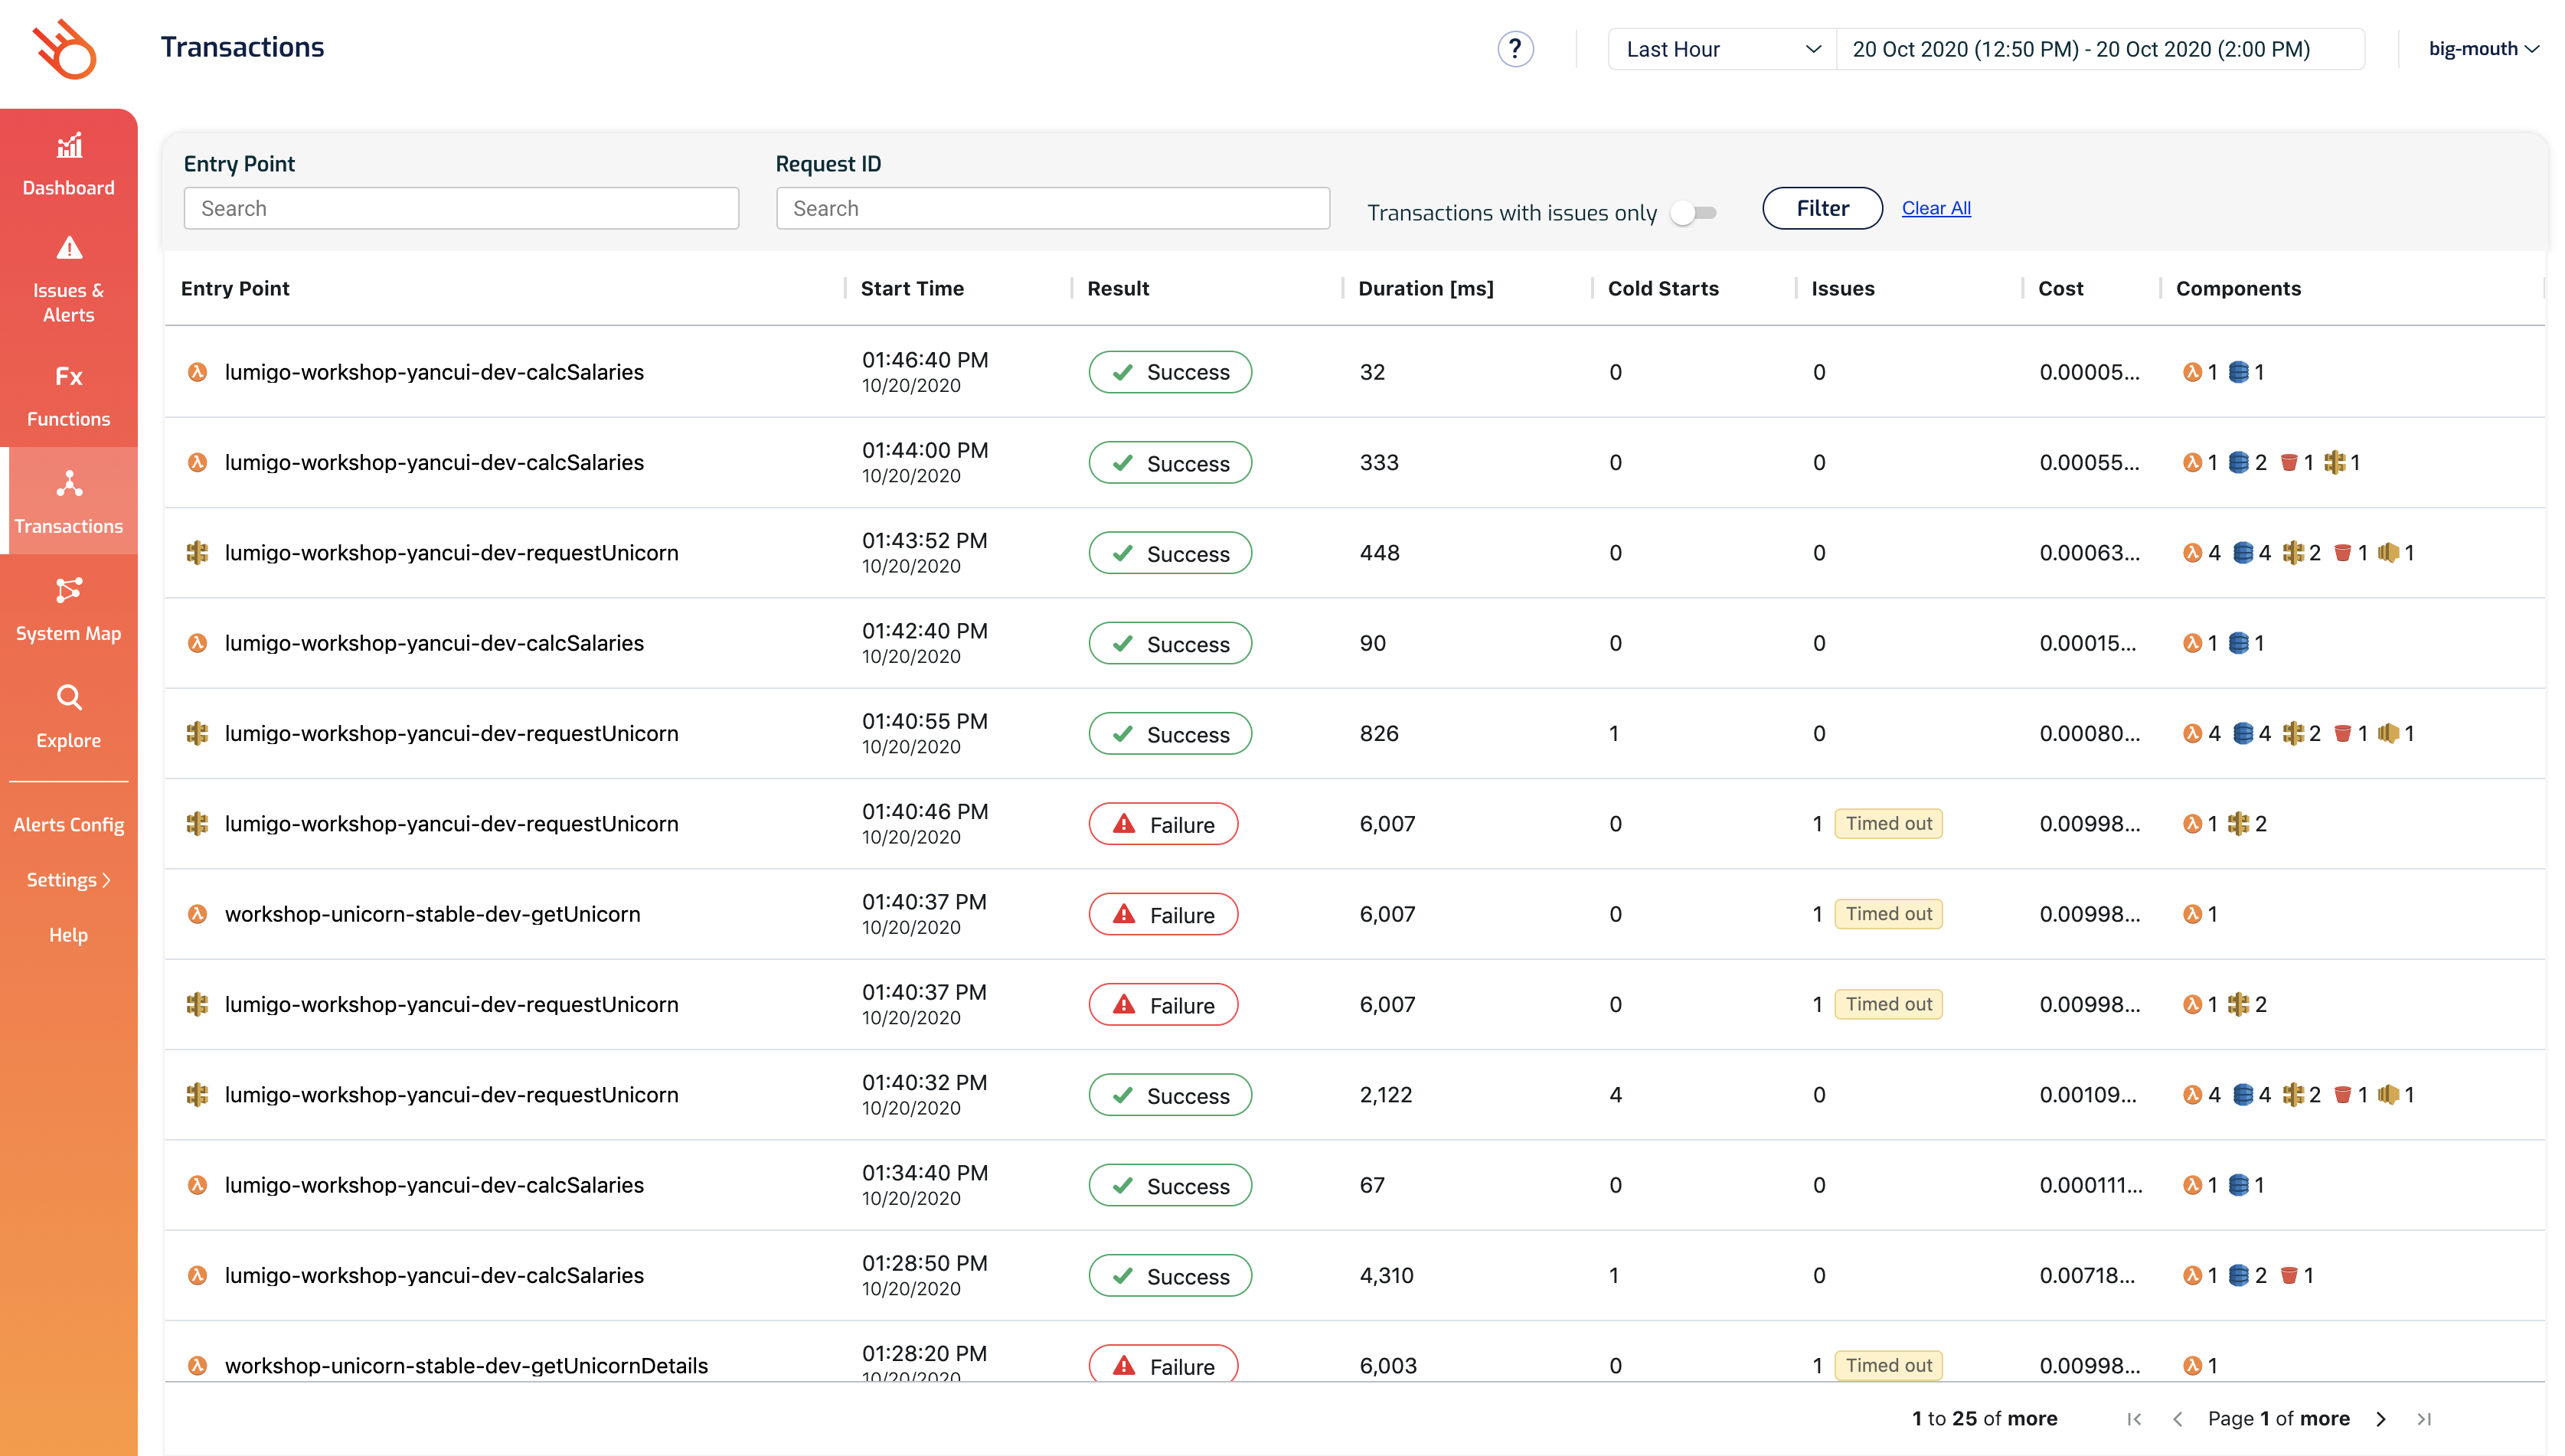 Transactions
?
Last Hour
20 Oct 2020 (12:50 PM) - 20 Oct 2020 (2:00 PM)
big-mouth
Dashboard
Issues &
Alerts
Fx
Functions
Transactions
System Map
Explore
Alerts Config
Settings
Help
Entry Point
Search
Request ID
Search
Transactions with issues only
Filter
Clear All
Entry Point Start Time Result Duration [ms] Cold Starts Issues Cost Components
lumigo-workshop-yancui-dev-calcSalaries 01:46:40 PM Success 32 0 0 0.00005... 1 1
10/20/2020
lumigo-workshop-yancui-dev-calcSalaries 01:44:00 PM Success 333 0 0 0.00055... 1 2 1 1
10/20/2020
lumigo-workshop-yancui-dev-requestUnicorn 01:43:52 PM Success 448 0 0 0.00063... 4 4 2 1 1
10/20/2020
lumigo-workshop-yancui-dev-calcSalaries 01:42:40 PM Success 90 0 0 0.00015... 1 1
10/20/2020
lumigo-workshop-yancui-dev-requestUnicorn 01:40:55 PM Success 826 1 0 0.00080... 4 4 2 1 1
10/20/2020
lumigo-workshop-yancui-dev-requestUnicorn 01:40:46 PM Failure 6,007 0 1 Timed out 0.00998... 1 2
10/20/2020
workshop-unicorn-stable-dev-getUnicorn 01:40:37 PM Failure 6,007 0 1 Timed out 0.00998... 1
10/20/2020
lumigo-workshop-yancui-dev-requestUnicorn 01:40:37 PM Failure 6,007 0 1 Timed out 0.00998... 1 2
10/20/2020
lumigo-workshop-yancui-dev-requestUnicorn 01:40:32 PM Success 2,122 4 0 0.00109... 4 4 2 1 1
10/20/2020
lumigo-workshop-yancui-dev-calcSalaries 01:34:40 PM Success 67 0 0 0.000111... 1 1
10/20/2020
lumigo-workshop-yancui-dev-calcSalaries 01:28:50 PM Success 4,310 1 0 0.00718... 1 2 1
10/20/2020
workshop-unicorn-stable-dev-getUnicornDetails 01:28:20 PM Failure 6,003 0 1 Timed out 0.00998... 1
10/20/2020
1 to 25 of more Page 1 of more